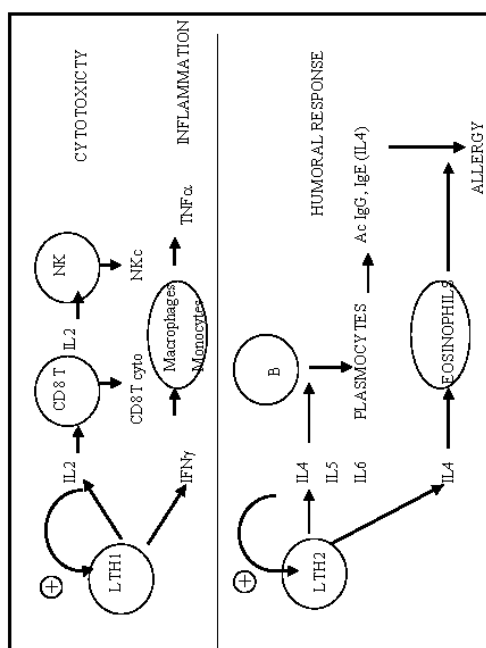 CYTOTOXICTY
NK
NKc
IL2
CD8 T
CD8T cyto
IL2
+
LTH1
IFNγ
Macrophages
Monocytes
TNFα
INFLAMMATION
HUMORAL RESPONSE
B
IL4
IL5
IL6
+
LTH2
PLASMOCYTES
Ac IgG , IgE (IL4)
IL4
EOSINOPHILS
ALLERGY